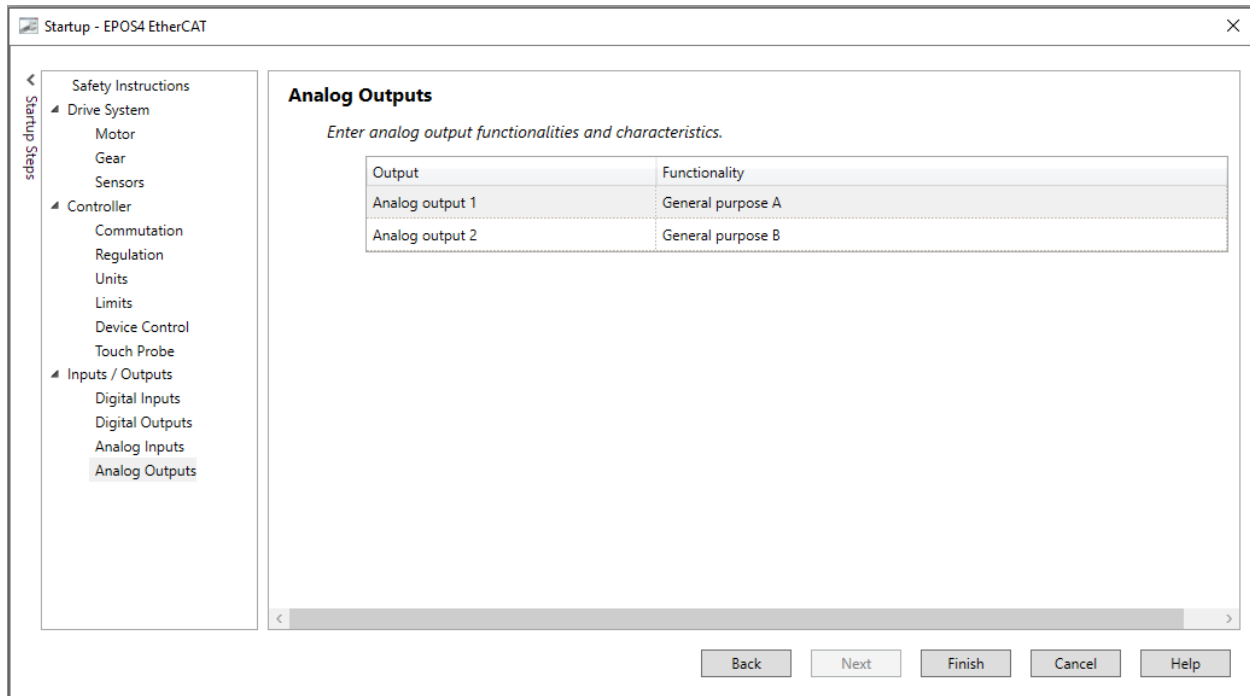 Startup - EPOS4 EtherCAT
Startup Steps
Safety Instructions
Drive System
Motor
Gear
Sensors
Controller
Commutation
Regulation
Units
Limits
Device Control
Touch Probe
Inputs / Outputs
Digital Inputs
Digital Outputs
Analog Inputs
Analog Outputs
Analog Outputs
Enter analog output functionalities and characteristics.
Output Functionality
Analog output 1 General purpose A
Analog output 2 General purpose B
Back Next Finish Cancel Help